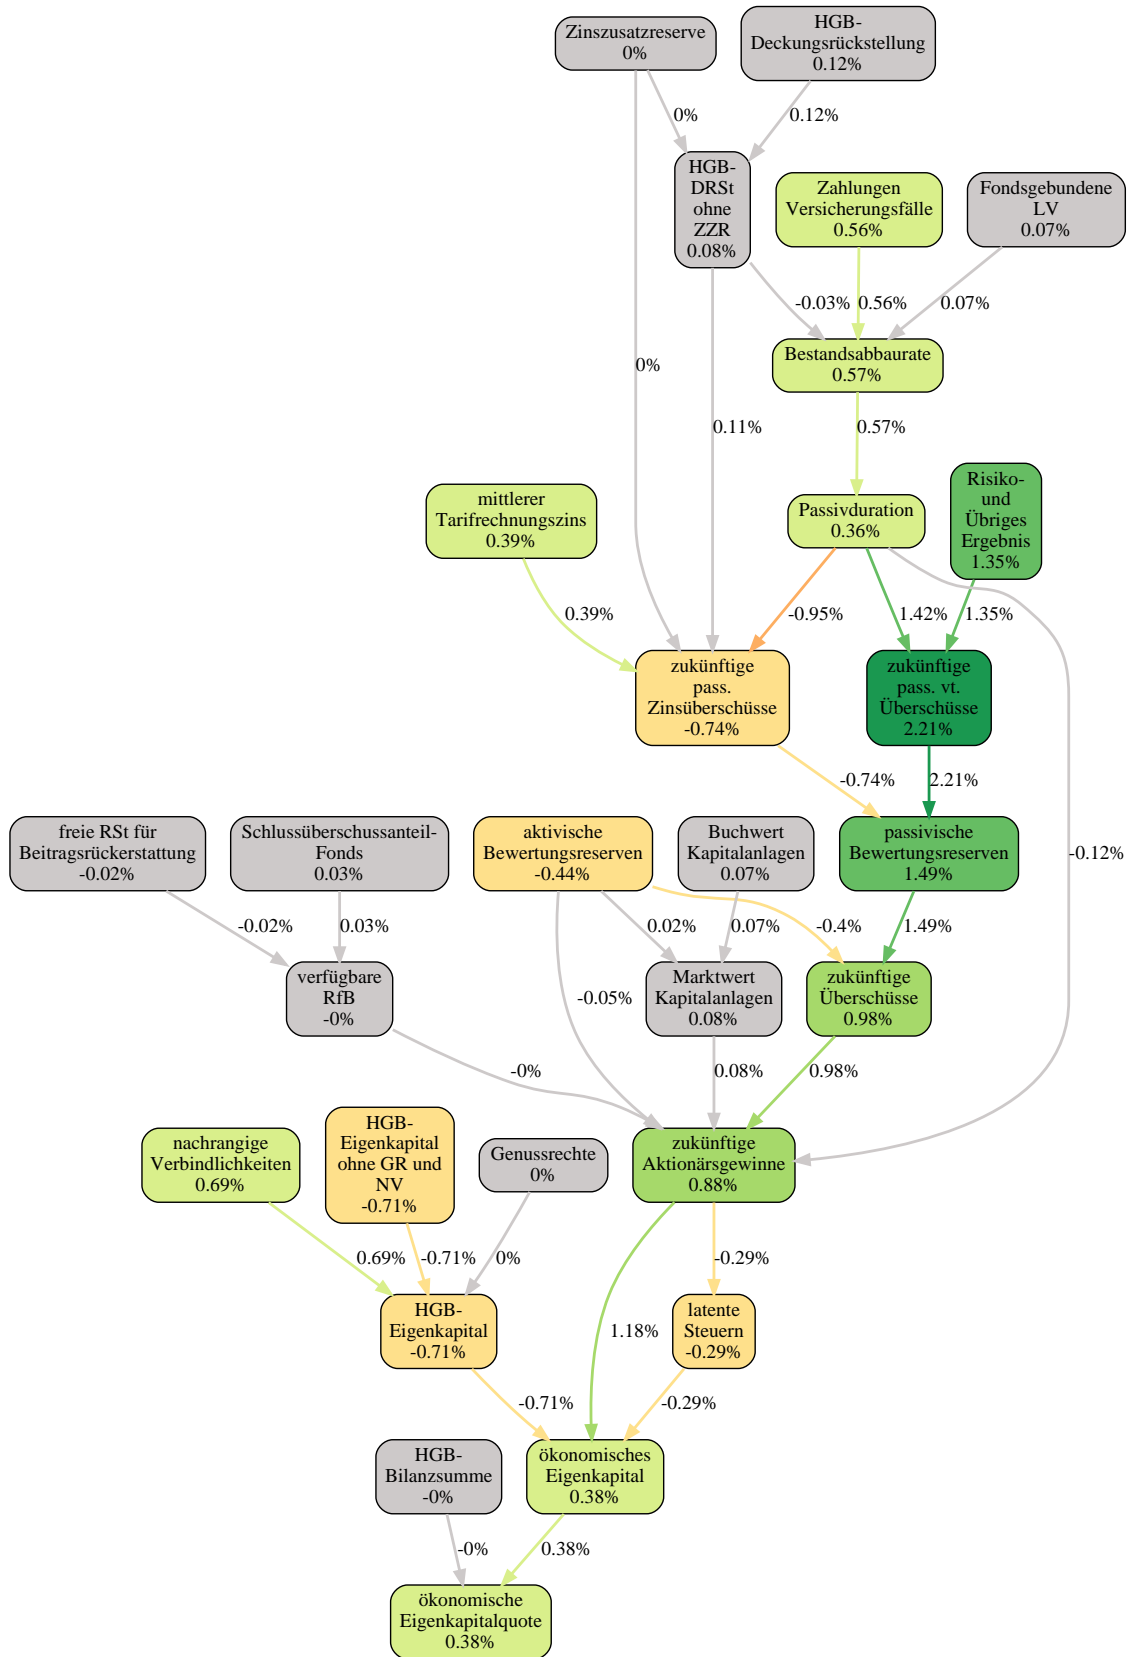 Zinszusatzreserve
0%
HGB-
Deckungsrückstellung
0.12%
0%
0.12%
HGB-
DRSt
ohne
ZZR
0.08%
Zahlungen
Versicherungsfälle
0.56%
Fondsgebundene
LV
0.07%
-0.03%
0.56%
0.07%
Bestandsabbaurate
0.57%
0%
0.11%
0.57%
mittlerer
Tarifrechnungszins
0.39%
Passivduration
0.36%
Risiko-
und
Übriges
Ergebnis
1.35%
0.39%
-0.95%
1.42%
1.35%
zukünftige
pass.
Zinsüberschüsse
-0.74%
zukünftige
pass. vt.
Überschüsse
2.21%
-0.74%
2.21%
freie RSt für
Beitragsrückerstattung
-0.02%
Schlussüberschussanteil-
Fonds
0.03%
aktivische
Bewertungsreserven
-0.44%
Buchwert
Kapitalanlagen
0.07%
passivische
Bewertungsreserven
1.49%
-0.12%
-0.02%
0.03%
0.02%
0.07%
-0.4%
1.49%
verfügbare
RfB
-0%
-0.05%
Marktwert
Kapitalanlagen
0.08%
zukünftige
Überschüsse
0.98%
-0%
0.08%
0.98%
nachrangige
Verbindlichkeiten
0.69%
HGB-
Eigenkapital
ohne GR und
NV
-0.71%
Genussrechte
0%
zukünftige
Aktionärsgewinne
0.88%
0.69%
-0.71%
0%
-0.29%
HGB-
Eigenkapital
-0.71%
1.18%
latente
Steuern
-0.29%
-0.71%
-0.29%
HGB-
Bilanzsumme
-0%
ökonomisches
Eigenkapital
0.38%
-0%
0.38%
ökonomische
Eigenkapitalquote
0.38%